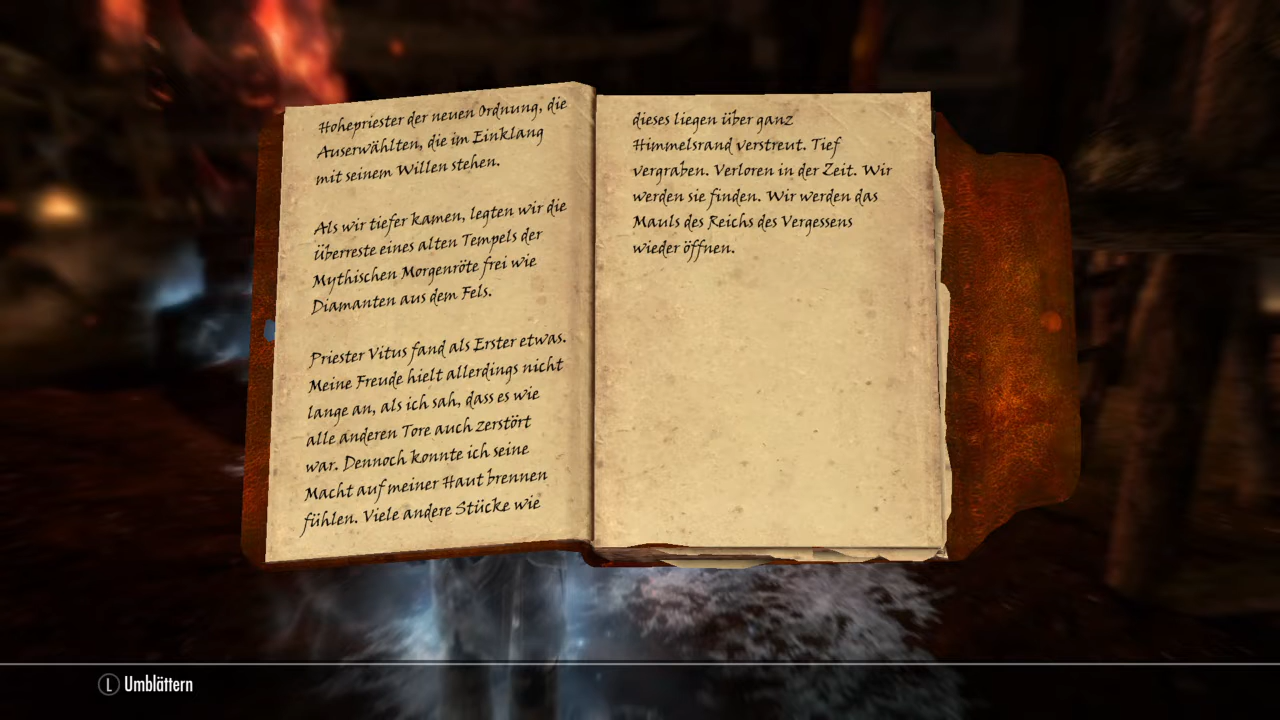 Hohepriester der neuen Ordnung, die
Auserwählten, die im Einklang
mit seinem Willen stehen.
Als wir tiefer kamen, legten wir die
Überreste eines alten Tempels der
Mythischen Morgenröte frei wie
Diamanten aus dem Fels.
Priester Vitus fand als Erster etwas.
Meine Freude hielt allerdings nicht
lange an, als ich sah, dass es wie
alle anderen Tore auch zerstört
war. Dennoch konnte ich seine
Macht auf meiner Haut brennen
fühlen. Viele andere Stücke wie
dieses liegen über ganz
Himmelsrand verstreut. Tief
vergraben. Verloren in der Zeit. Wir
werden sie finden. Wir werden das
Mauls des Reichs des Vergessens
wieder öffnen.
L Umblättern